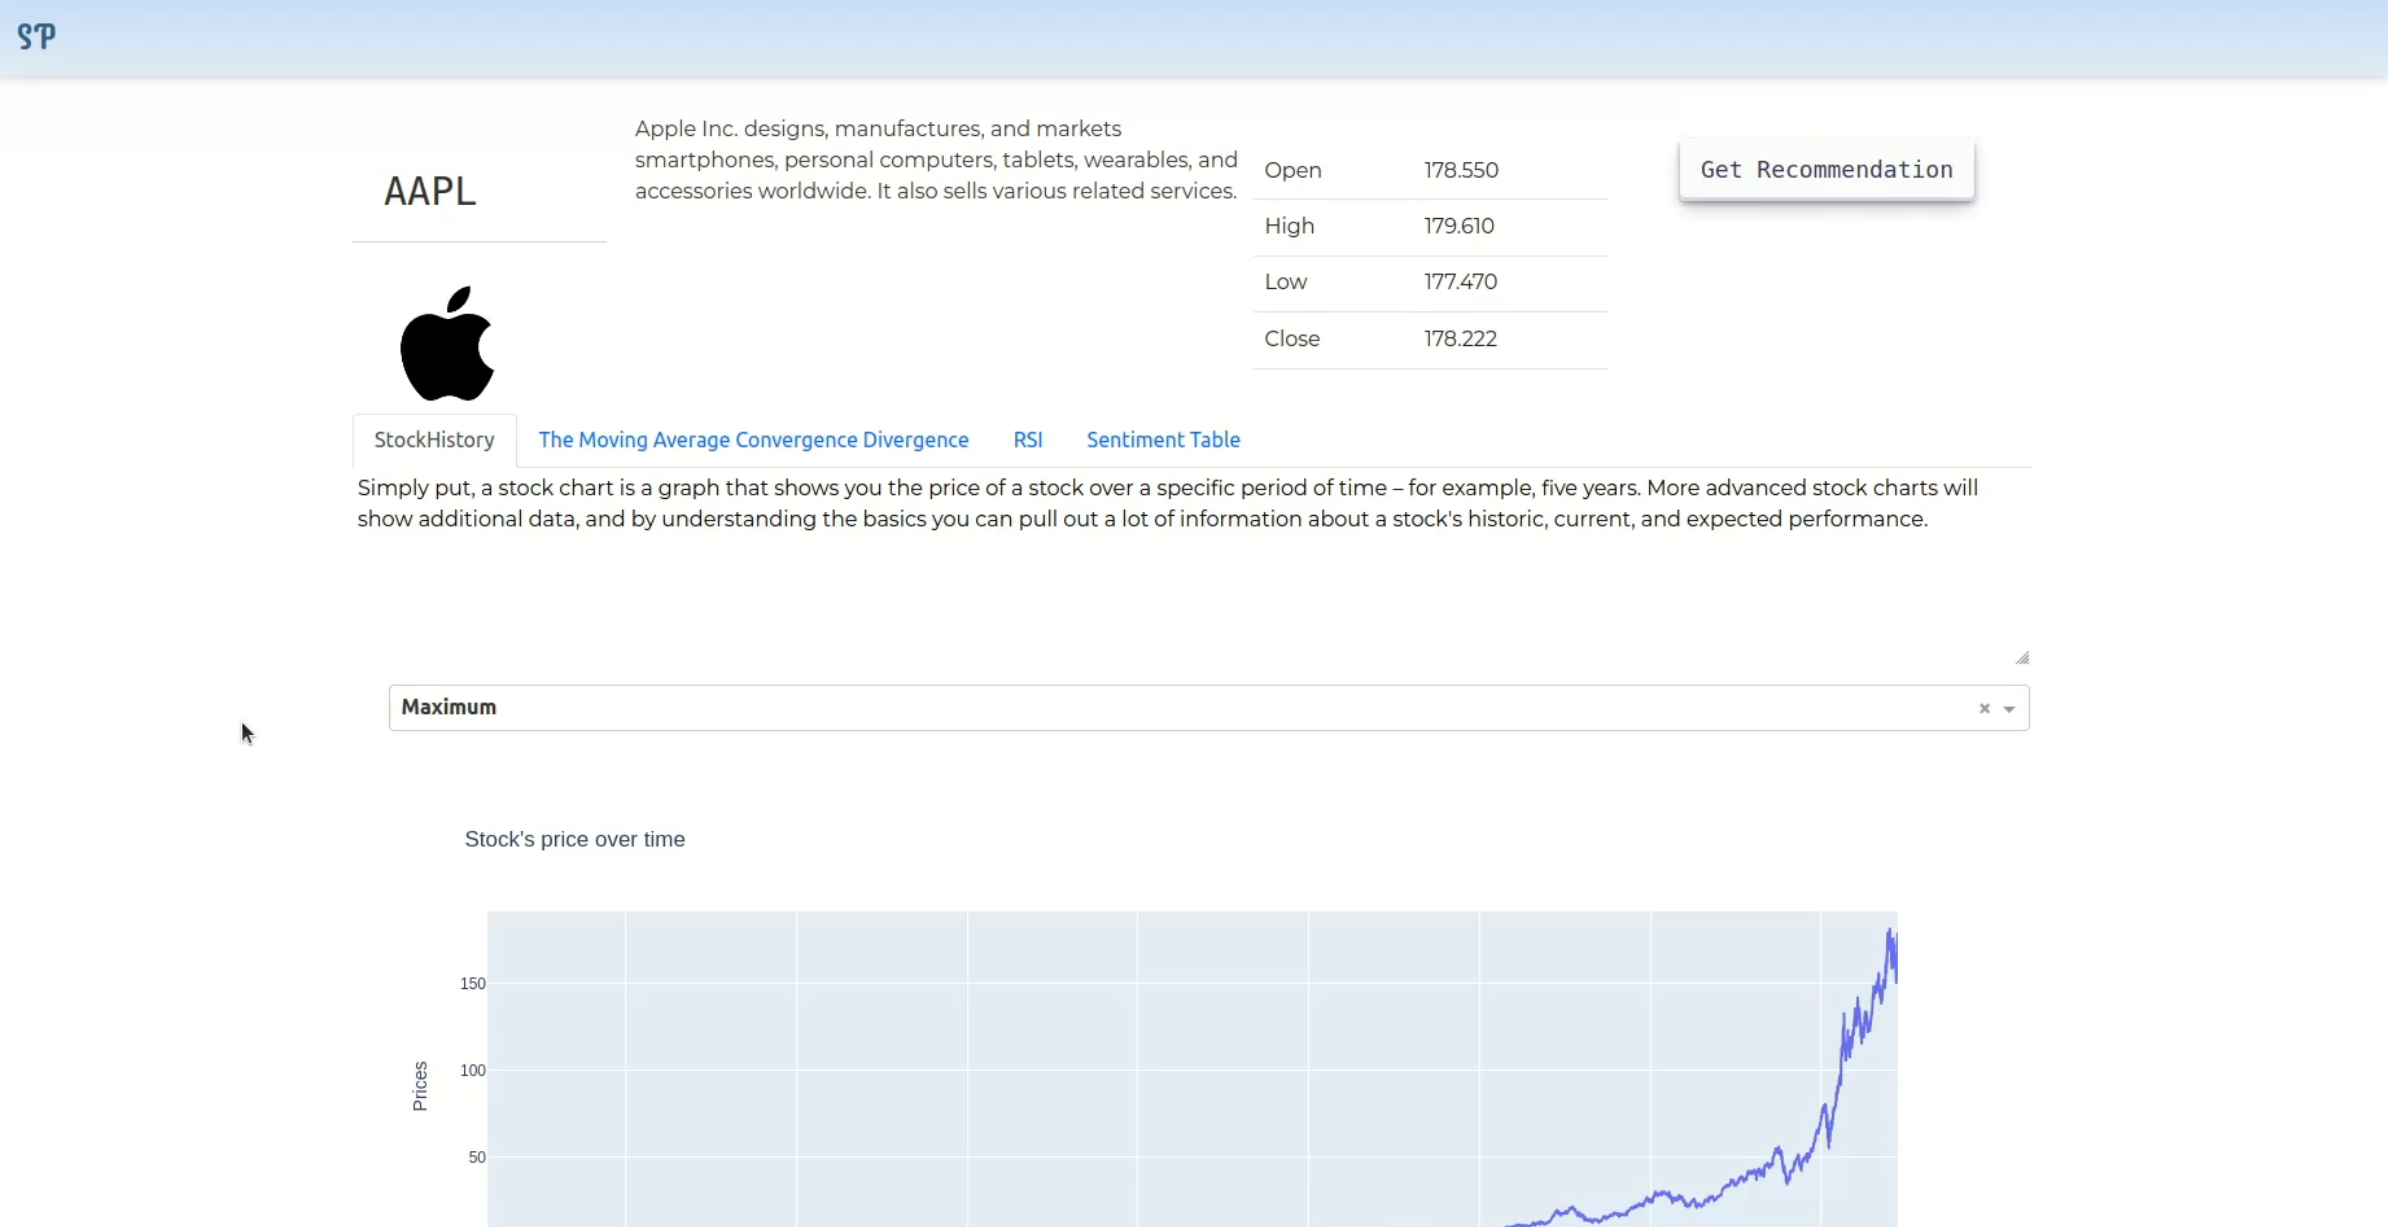 SP
AAPL
Apple Inc. designs, manufactures, and markets
smartphones, personal computers, tablets, wearables, and
accessories worldwide. It also sells various related services.
Open 178.550
High 179.610
Low 177.470
Close 178.222
Get Recommendation
StockHistory The Moving Average Convergence Divergence RSI Sentiment Table
Simply put, a stock chart is a graph that shows you the price of a stock over a specific period of time – for example, five years. More advanced stock charts will
show additional data, and by understanding the basics you can pull out a lot of information about a stock's historic, current, and expected performance.
Maximum
Stock's price over time
150
100
50
Prices